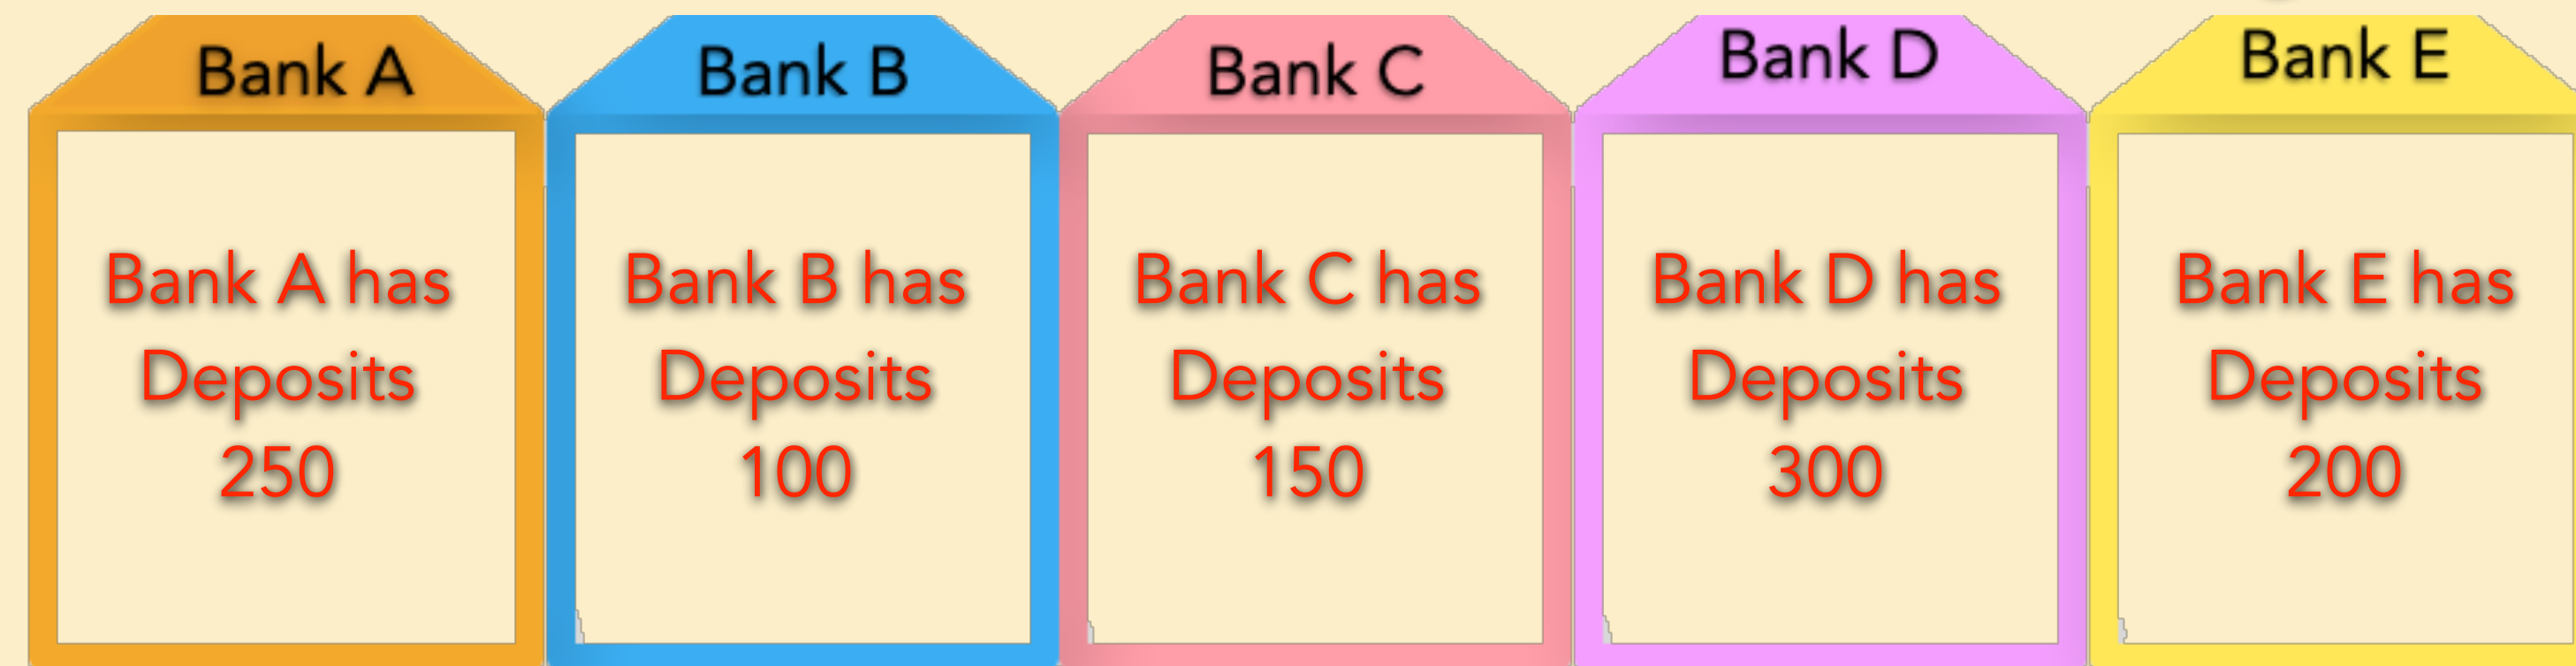 Bank A
Bank B
Bank C
Bank D
Bank E
Bank A has
Deposits
250
Bank B has
Deposits
100
Bank C has
Deposits
150
Bank D has
Deposits
300
Bank E has
Deposits
200